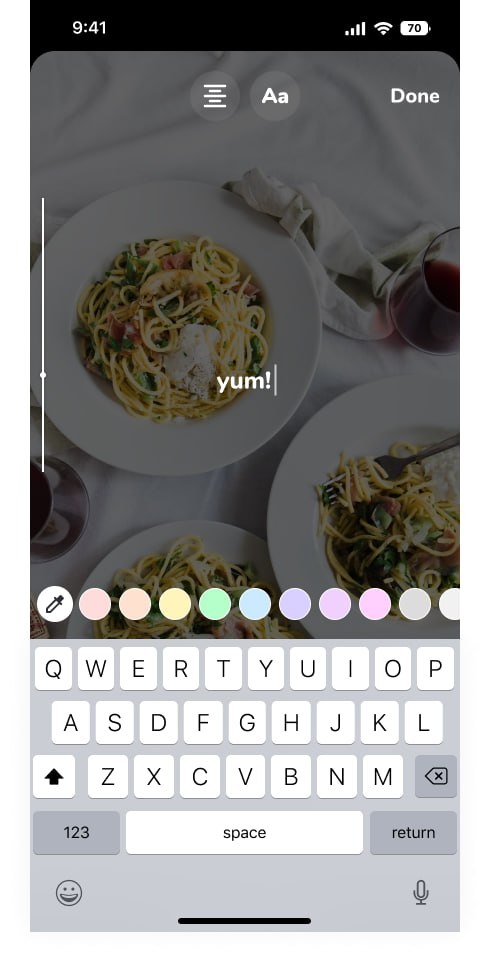 9:41
70
Aa
Done
yum!
Q W E R T Y U I O P
A S D F G H J K L
Z X C V B N M
123 space return